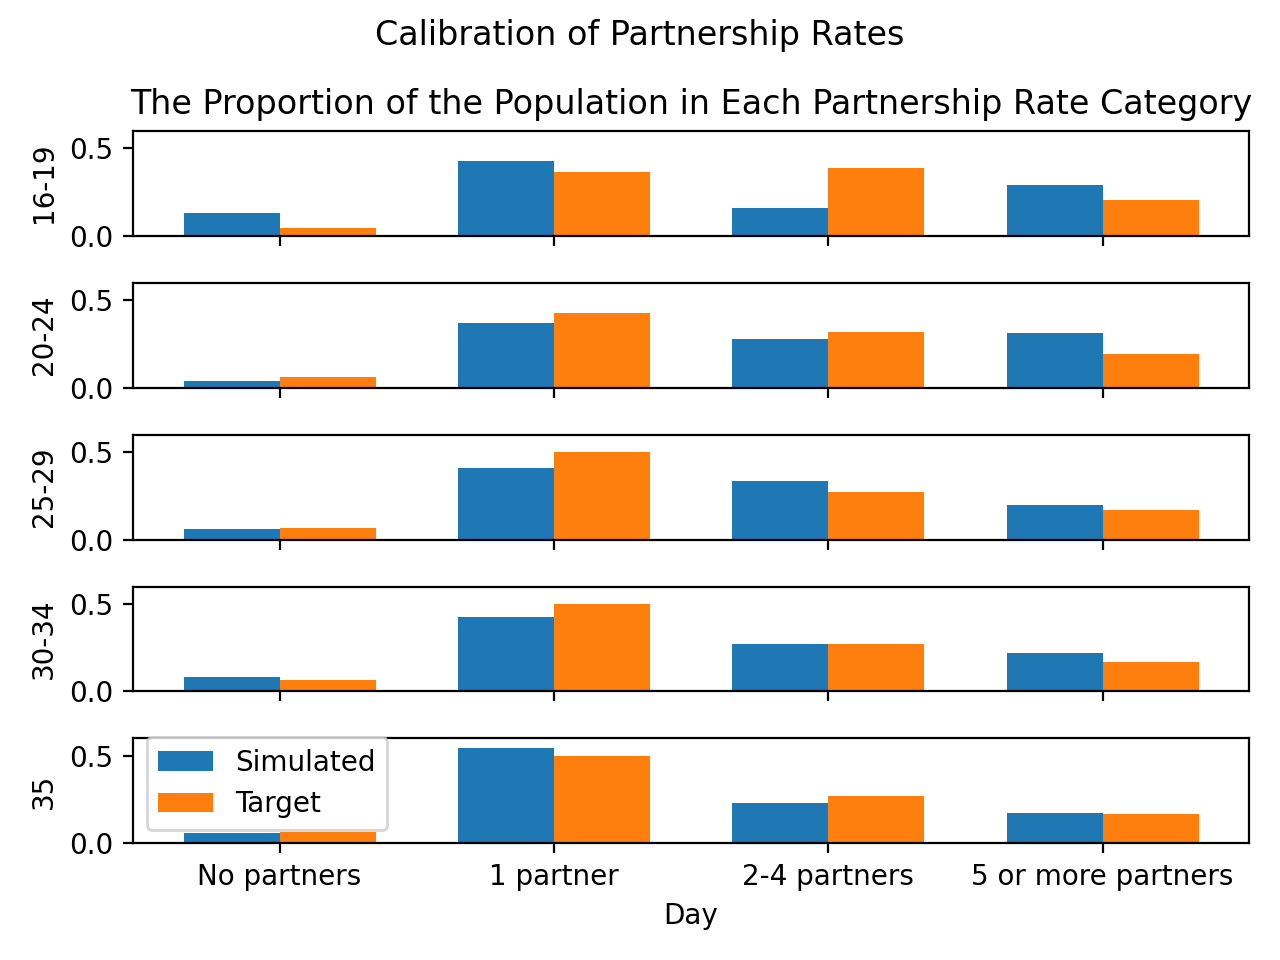 Calibration of Partnership Rates
The Proportion of the Population in Each Partnership Rate Category
0.5
0.0
16-19
0.5
0.0
20-24
0.5
0.0
25-29
0.5
0.0
30-34
0.5
0.0
35
Simulated
Target
No partners
1 partner
2-4 partners
5 or more partners
Day